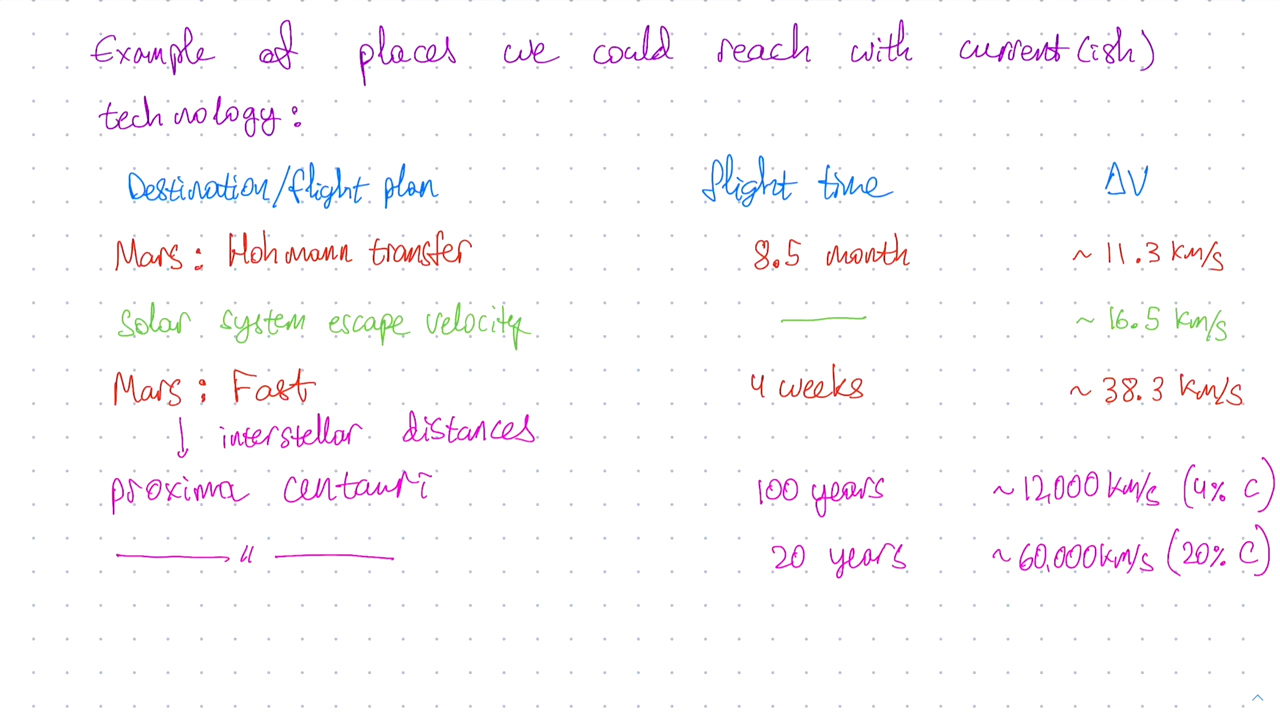 Example of places we could reach with current(ish)
technology:
Destination/flight plan flight time ΔV
Mars: Hohmann transfer 8.5 month ~ 11.3 km/s
Solar system escape velocity — ~ 16.5 km/s
Mars: Fast 4 weeks ~ 38.3 km/s
↓ interstellar distances
proxima centauri 100 years ~12,000 km/s (4% C)
— " — 20 years ~60,000 km/s (20% C)